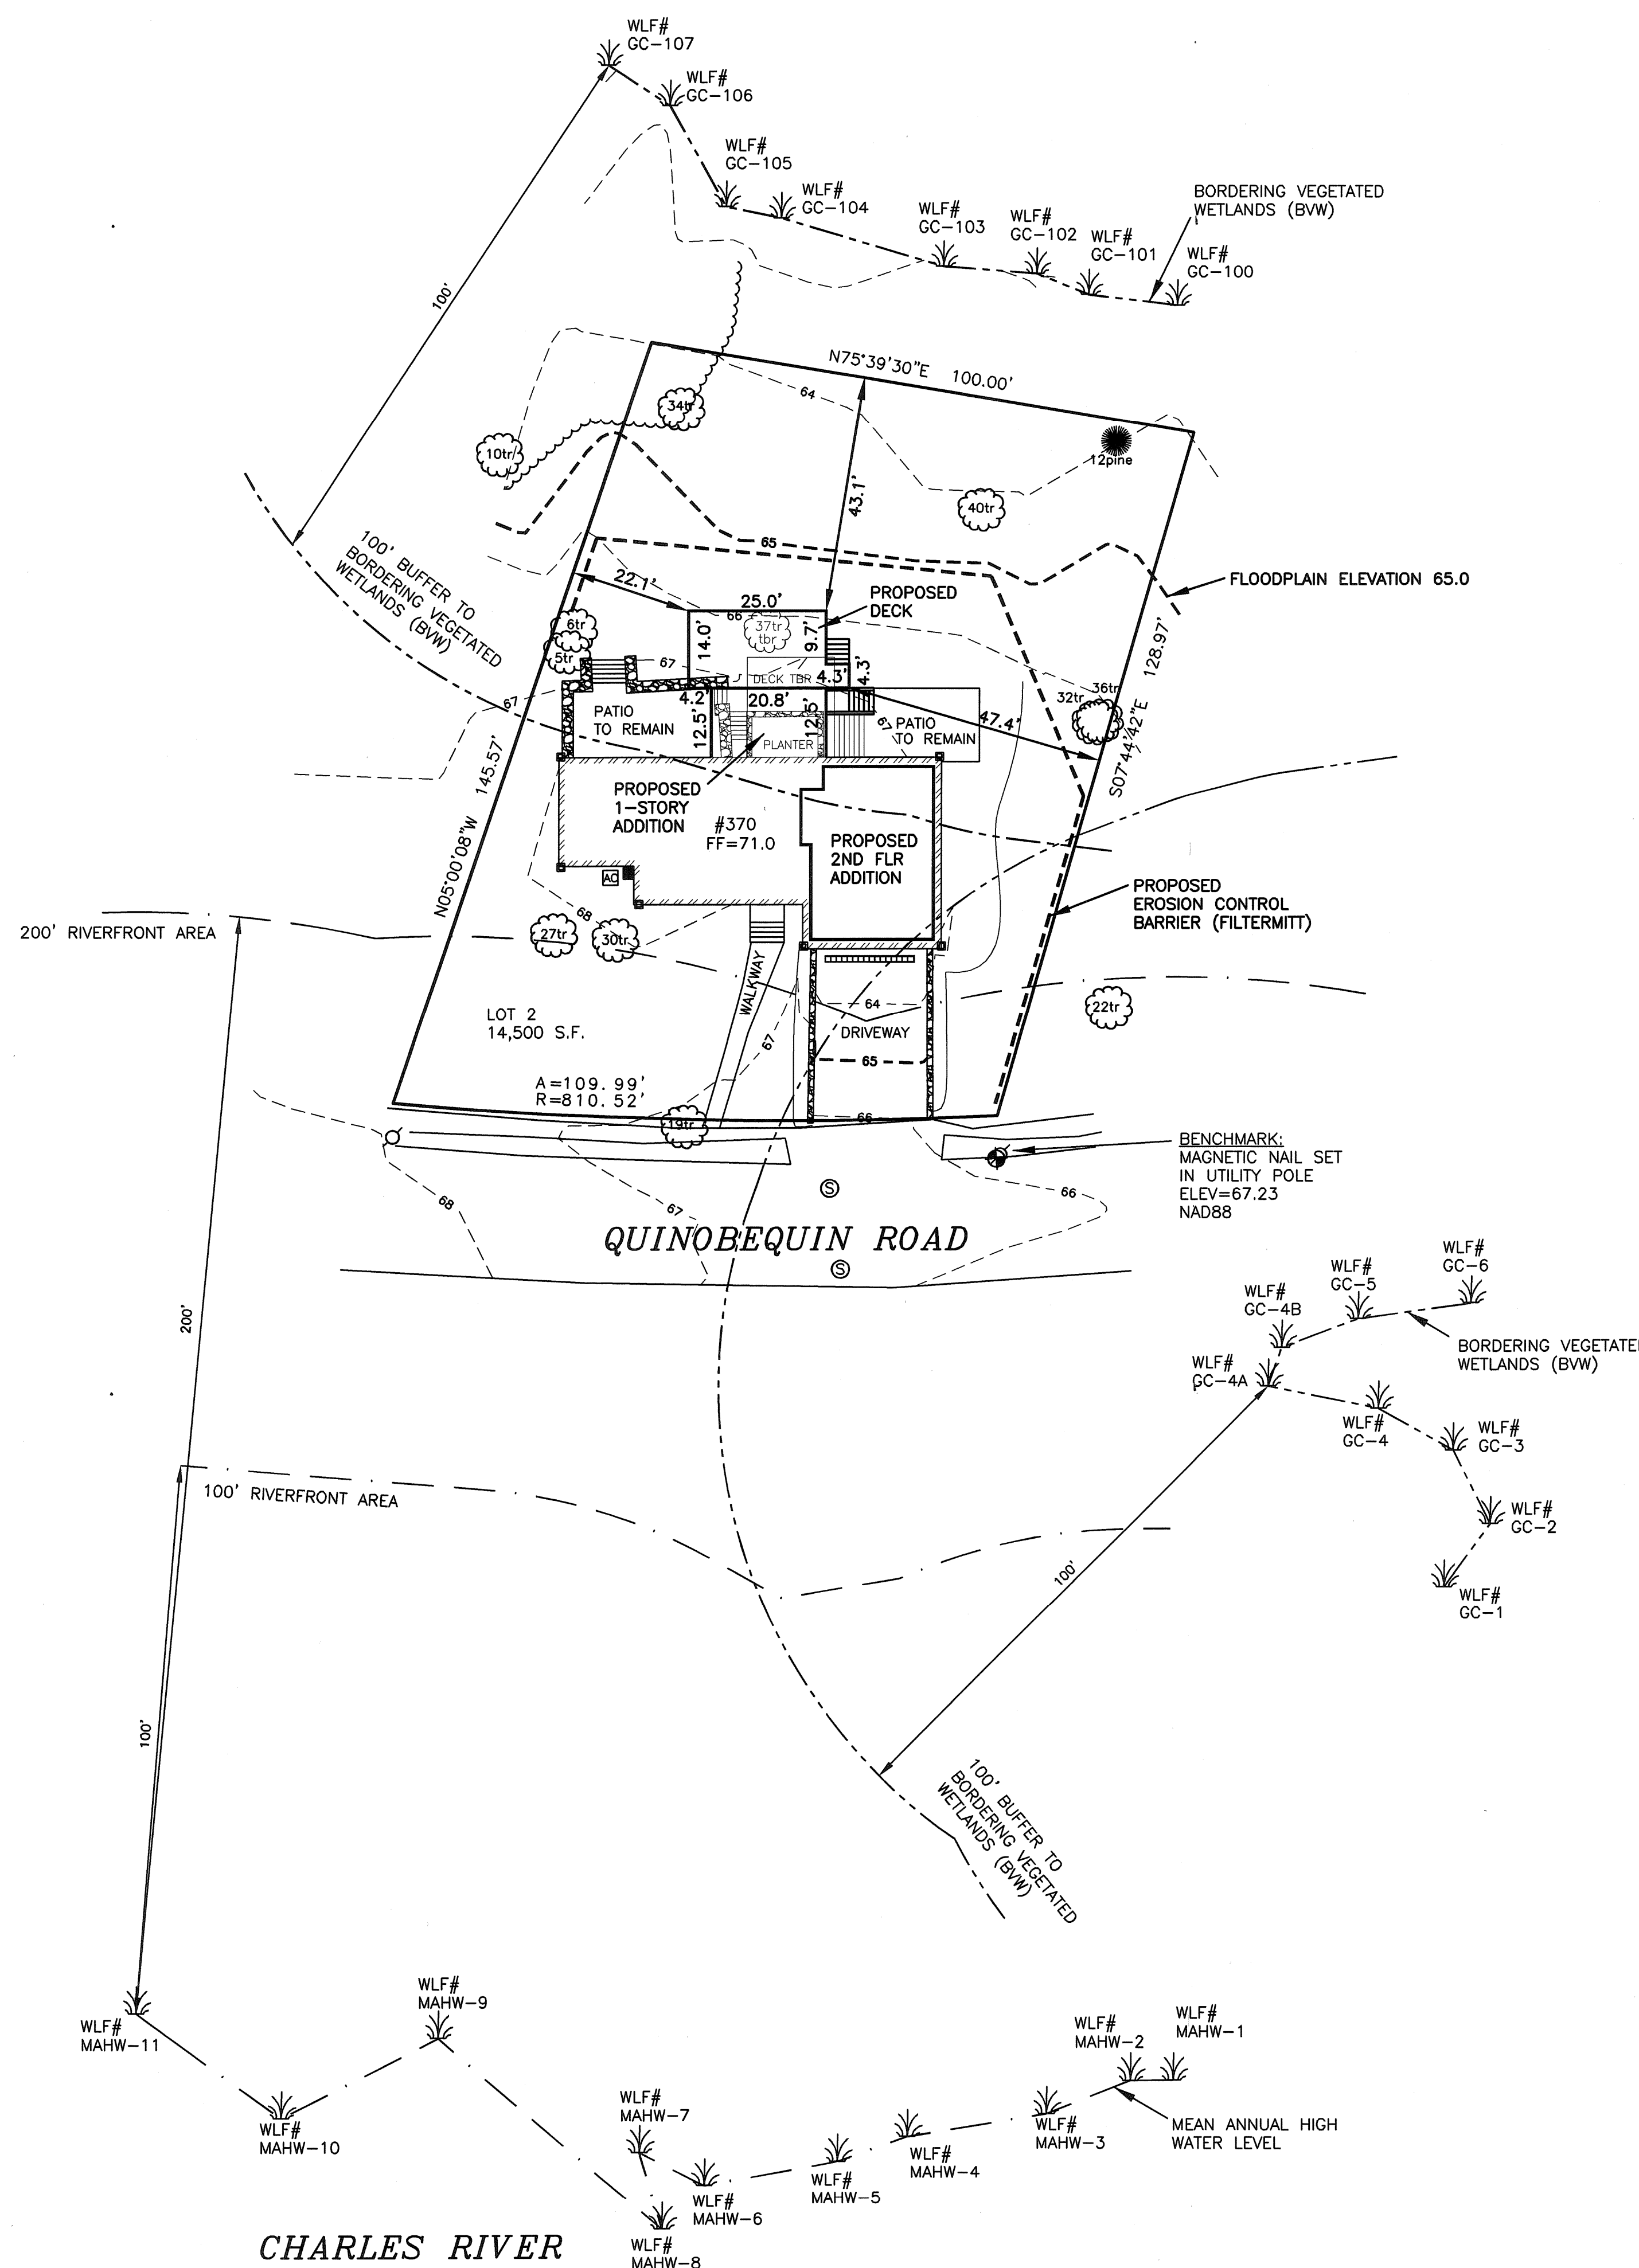 WLF#
GC-107
WLF#
GC-106
WLF#
GC-105
WLF#
GC-104
WLF#
GC-103
WLF#
GC-102
WLF#
GC-101
WLF#
GC-100
BORDERING VEGETATED
WETLANDS (BVW)
100'
N75°39'30"E 100.00'
64
34tr
10tr
12pine
40tr
43.1'
65
100' BUFFER TO
BORDERING VEGETATED
WETLANDS (BVW)
FLOODPLAIN ELEVATION 65.0
22.1'
25.0'
66
PROPOSED
DECK
37tr
tbr
14.0'
9.7'
6tr
5tr
67
DECK TBR
4.3'
4.3'
S07°44'42"E 128.97'
36tr
32tr
67
4.2'
20.8'
12.5'
12.5'
PATIO
TO REMAIN
PLANTER
67
PATIO
TO REMAIN
47.4'
N05°00'08"W 145.57'
PROPOSED
1-STORY
ADDITION
#370
FF=71.0
PROPOSED
2ND FLR
ADDITION
AC
PROPOSED
EROSION CONTROL
BARRIER (FILTERMITT)
68
27tr
30tr
200' RIVERFRONT AREA
WALKWAY
64
22tr
LOT 2
14,500 S.F.
DRIVEWAY
67
65
A=109.99'
R=810.52'
66
19tr
BENCHMARK:
MAGNETIC NAIL SET
IN UTILITY POLE
ELEV=67.23
NAD88
68
67
66
S
QUINOBEQUIN ROAD
S
WLF#
GC-6
WLF#
GC-5
WLF#
GC-4B
BORDERING VEGETATE
WETLANDS (BVW)
WLF#
GC-4A
WLF#
GC-4
WLF#
GC-3
WLF#
GC-2
WLF#
GC-1
200'
100' RIVERFRONT AREA
100'
100'
100' BUFFER TO
BORDERING VEGETATED
WETLANDS (BVW)
WLF#
MAHW-11
WLF#
MAHW-10
WLF#
MAHW-9
WLF#
MAHW-7
WLF#
MAHW-8
WLF#
MAHW-6
WLF#
MAHW-5
WLF#
MAHW-4
WLF#
MAHW-3
WLF#
MAHW-2
WLF#
MAHW-1
MEAN ANNUAL HIGH
WATER LEVEL
CHARLES RIVER